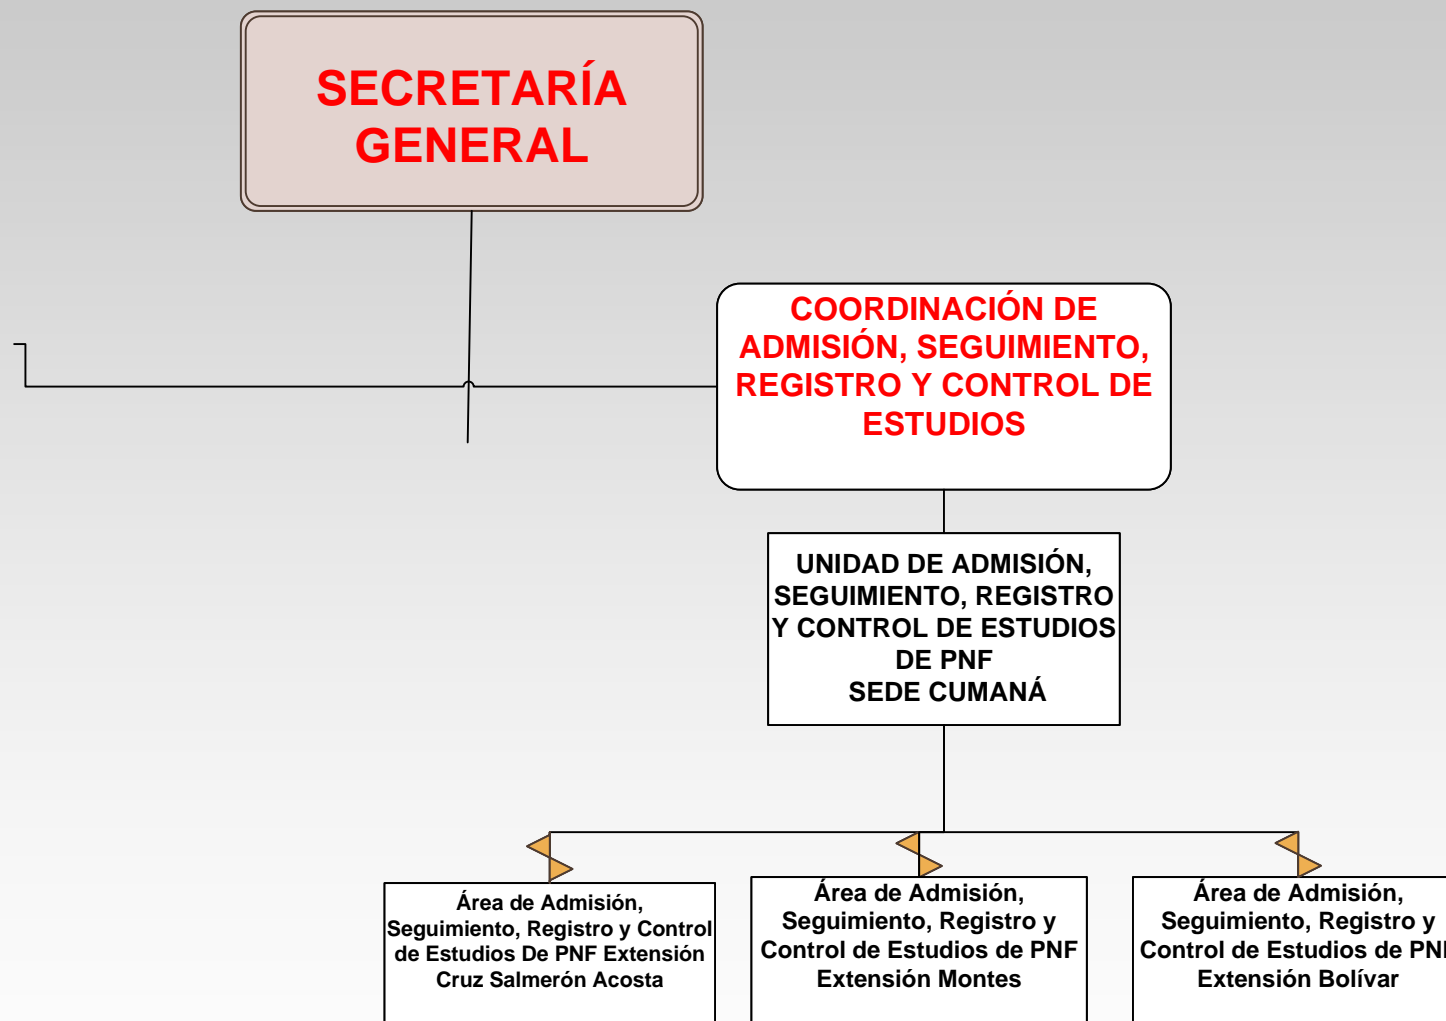 SECRETARÍA
GENERAL
COORDINACIÓN DE
ADMISIÓN, SEGUIMIENTO,
REGISTRO Y CONTROL DE
ESTUDIOS
UNIDAD DE ADMISIÓN,
SEGUIMIENTO, REGISTRO
Y CONTROL DE ESTUDIOS
DE PNF
SEDE CUMANÁ
Área de Admisión,
Seguimiento, Registro y Control
de Estudios De PNF Extensión
Cruz Salmerón Acosta
Área de Admisión,
Seguimiento, Registro y
Control de Estudios de PNF
Extensión Montes
Área de Admisión,
Seguimiento, Registro y
Control de Estudios de PNF
Extensión Bolívar